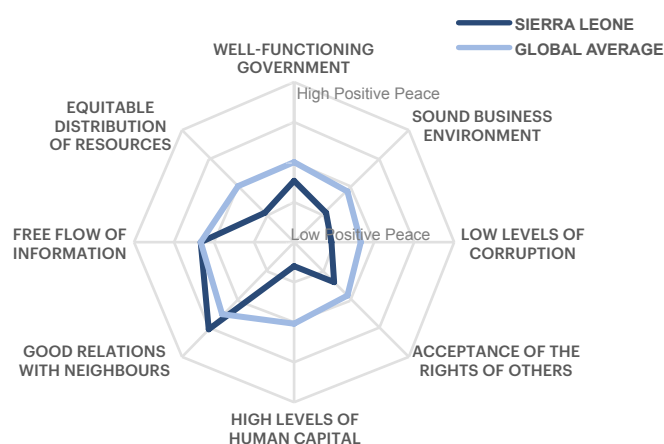 SIERRA LEONE
GLOBAL AVERAGE
WELL-FUNCTIONING
GOVERNMENT
High Positive Peace
SOUND BUSINESS
ENVIRONMENT
EQUITABLE
DISTRIBUTION
OF RESOURCES
FREE FLOW OF
INFORMATION
Low Positive Peace
LOW LEVELS OF
CORRUPTION
GOOD RELATIONS
WITH NEIGHBOURS
ACCEPTANCE OF THE
RIGHTS OF OTHERS
HIGH LEVELS OF
HUMAN CAPITAL